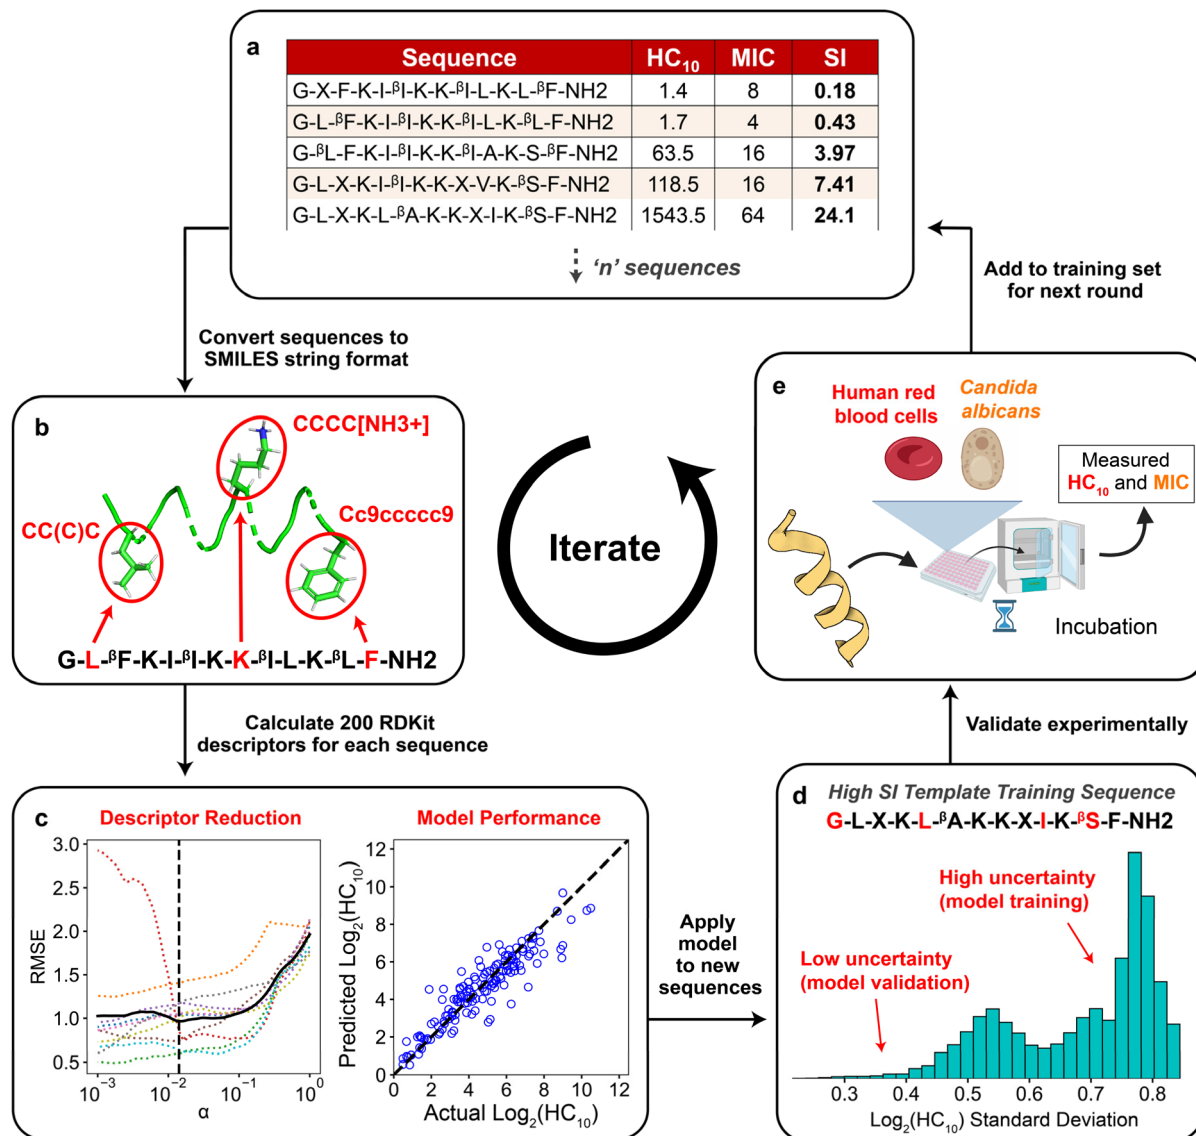 a
Sequence HC10 MIC SI
G-X-F-K-I-βI-K-K-βI-L-K-L-βF-NH2 1.4 8 0.18
G-L-βF-K-I-βI-K-K-βI-L-K-βL-F-NH2 1.7 4 0.43
G-βL-F-K-I-βI-K-K-βI-A-K-S-βF-NH2 63.5 16 3.97
G-L-X-K-I-βI-K-K-X-V-K-βS-F-NH2 118.5 16 7.41
G-L-X-K-L-βA-K-K-X-I-K-βS-F-NH2 1543.5 64 24.1
‘n’ sequences
Convert sequences to
SMILES string format
Add to training set
for next round
b
CCCC[NH3+]
CC(C)C
Cc9ccccc9
G-L-βF-K-I-βI-K-K-βI-L-K-βL-F-NH2
Iterate
e
Human red
blood cells
Candida
albicans
Measured
HC10 and MIC
Incubation
Calculate 200 RDKit
descriptors for each sequence
Validate experimentally
c
Descriptor Reduction
RMSE
3.0
2.5
2.0
1.5
1.0
0.5
10−3 10−2 10−1 100
α
Model Performance
Predicted Log2(HC10)
12
10
8
6
4
2
0
0 2 4 6 8 10 12
Actual Log2(HC10)
Apply
model
to new
sequences
d
High SI Template Training Sequence
G-L-X-K-L-βA-K-K-X-I-K-βS-F-NH2
High uncertainty
(model training)
Low uncertainty
(model validation)
0.3 0.4 0.5 0.6 0.7 0.8
Log2(HC10) Standard Deviation